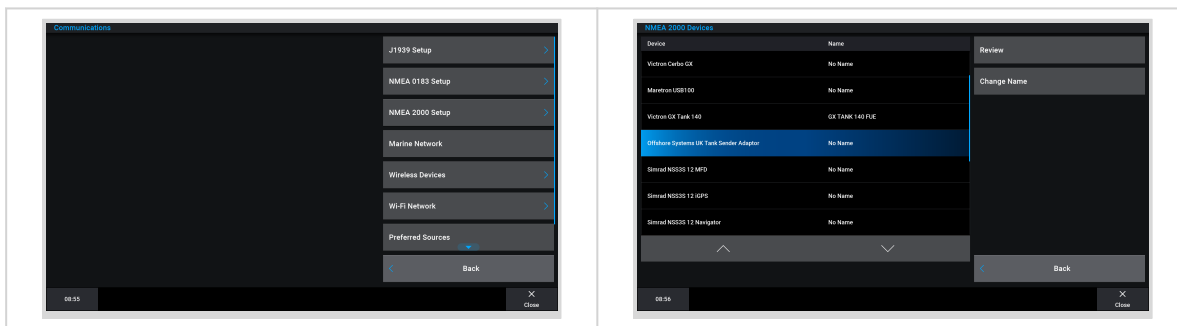 Communications
J1939 Setup
NMEA 0183 Setup
NMEA 2000 Setup
Marine Network
Wireless Devices
Wi-Fi Network
Preferred Sources
Back
08:55
Close
NMEA 2000 Devices
Device Name
Victron Cerbo GX No Name
Maretron USB100 No Name
Victron GX Tank 140 GX TANK 140 FUE
Offshore Systems UK Tank Sender Adaptor No Name
Simrad NSS3S 12 MFD No Name
Simrad NSS3S 12 iGPS No Name
Simrad NSS3S 12 Navigator No Name
Review
Change Name
Back
08:56
Close